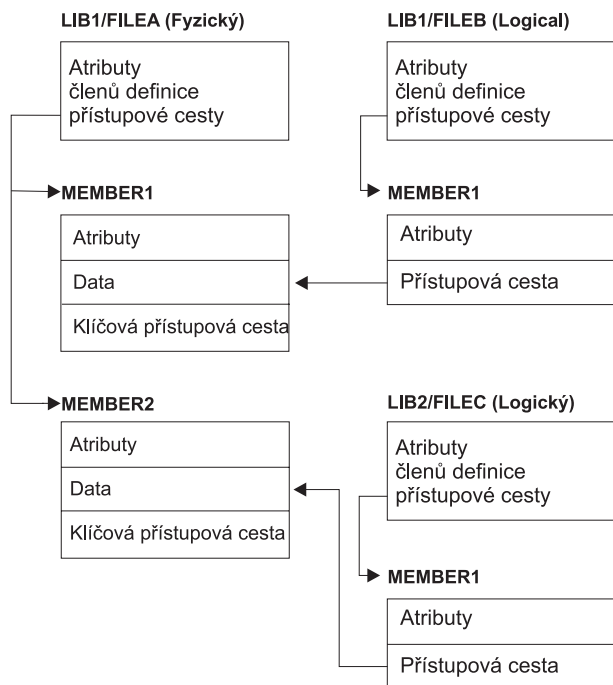 LIB1/FILEA (Fyzický)
Atributy
členů definice
přístupové cesty
MEMBER1
Atributy
Data
Klíčová přístupová cesta
MEMBER2
Atributy
Data
Klíčová přístupová cesta
LIB1/FILEB (Logical)
Atributy
členů definice
přístupové cesty
MEMBER1
Atributy
Přístupová cesta
LIB2/FILEC (Logický)
Atributy
členů definice
přístupové cesty
MEMBER1
Atributy
Přístupová cesta